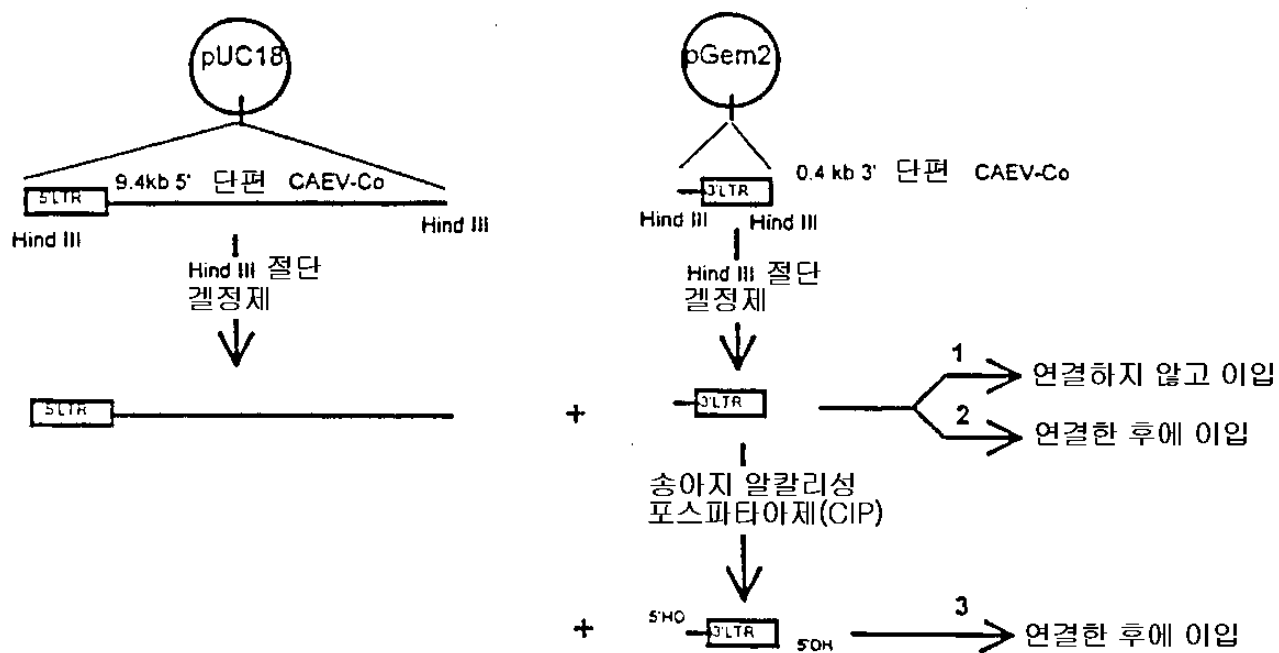 pUC18
pGem2
9.4kb 5' 단편 CAEV-Co
5'LTR
Hind III
Hind III
0.4 kb 3' 단편 CAEV-Co
3'LTR
Hind III
Hind III
Hind III 절단
겔정제
Hind III 절단
겔정제
5'LTR
+
3'LTR
1
연결하지 않고 이입
2
연결한 후에 이입
송아지 알칼리성
포스파타아제(CIP)
+
5'HO
3'LTR
5'OH
3
연결한 후에 이입